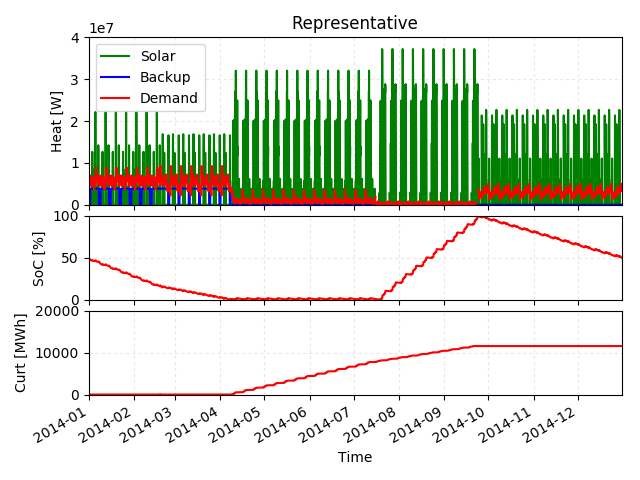 Representative
1e7
4
3
2
1
0
Heat [W]
Solar
Backup
Demand
100
50
0
SoC [%]
20000
10000
0
Curt [MWh]
2014-01
2014-02
2014-03
2014-04
2014-05
2014-06
2014-07
2014-08
2014-09
2014-10
2014-11
2014-12
Time